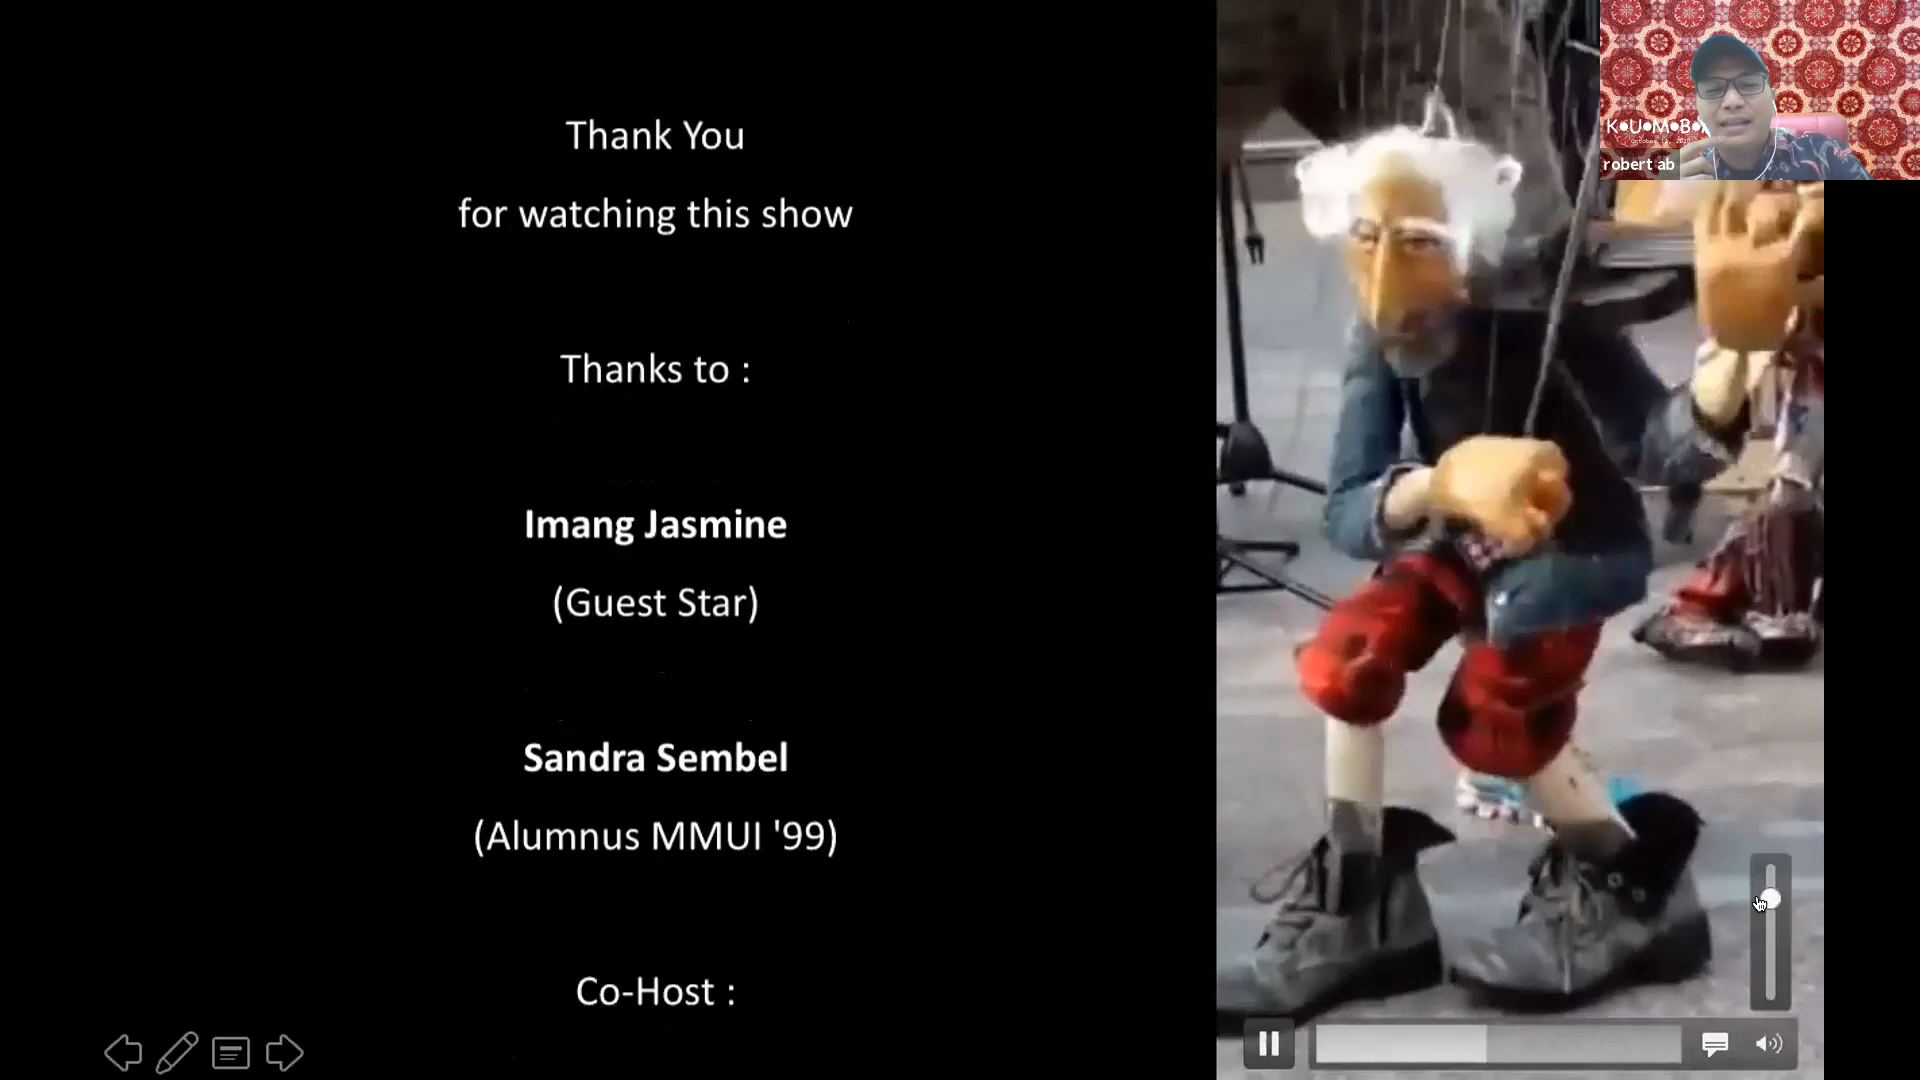 Thank You
for watching this show
Thanks to :
Imang Jasmine
(Guest Star)
Sandra Sembel
(Alumnus MMUI '99)
Co-Host :
K•U•M•B•
robert ab